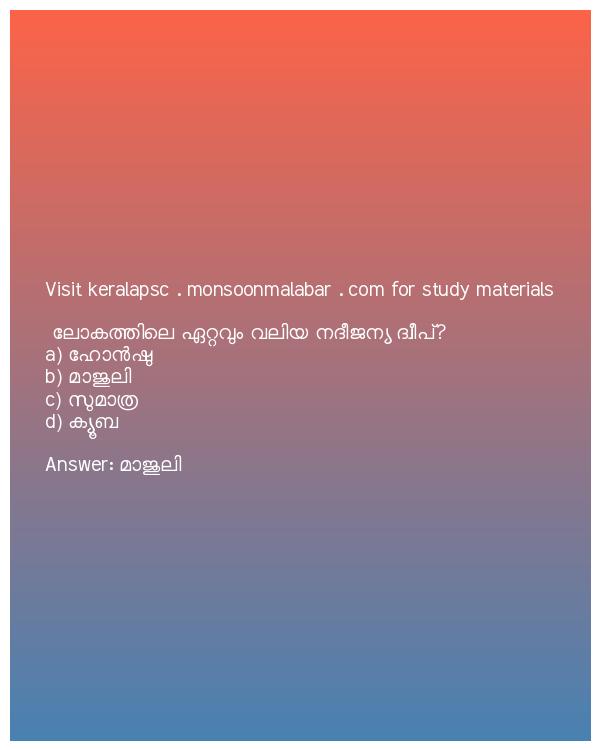 Visit keralapsc . monsoonmalabar . com for study materials
ലോകത്തിലെ ഏറ്റവും വലിയ നദീജന്യ ദ്വീപ്?
a) ഹോൻഷു
b) മാജുലി
c) സുമാത്ര
d) ക്യൂബ
Answer: മാജുലി